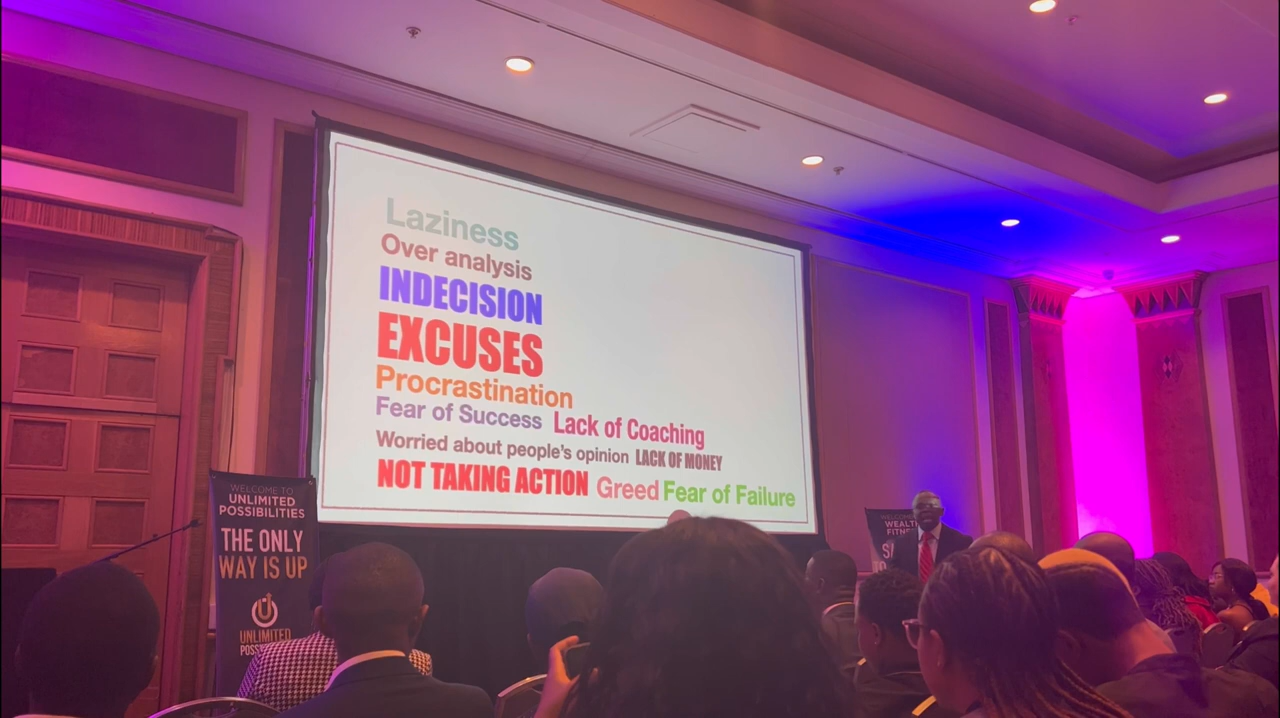 Laziness
Over analysis
INDECISION
EXCUSES
Procrastination
Fear of Success Lack of Coaching
Worried about people's opinion LACK OF MONEY
NOT TAKING ACTION Greed Fear of Failure
WELCOME TO
UNLIMITED
POSSIBILITIES
THE ONLY
WAY IS UP
UNLIMITED